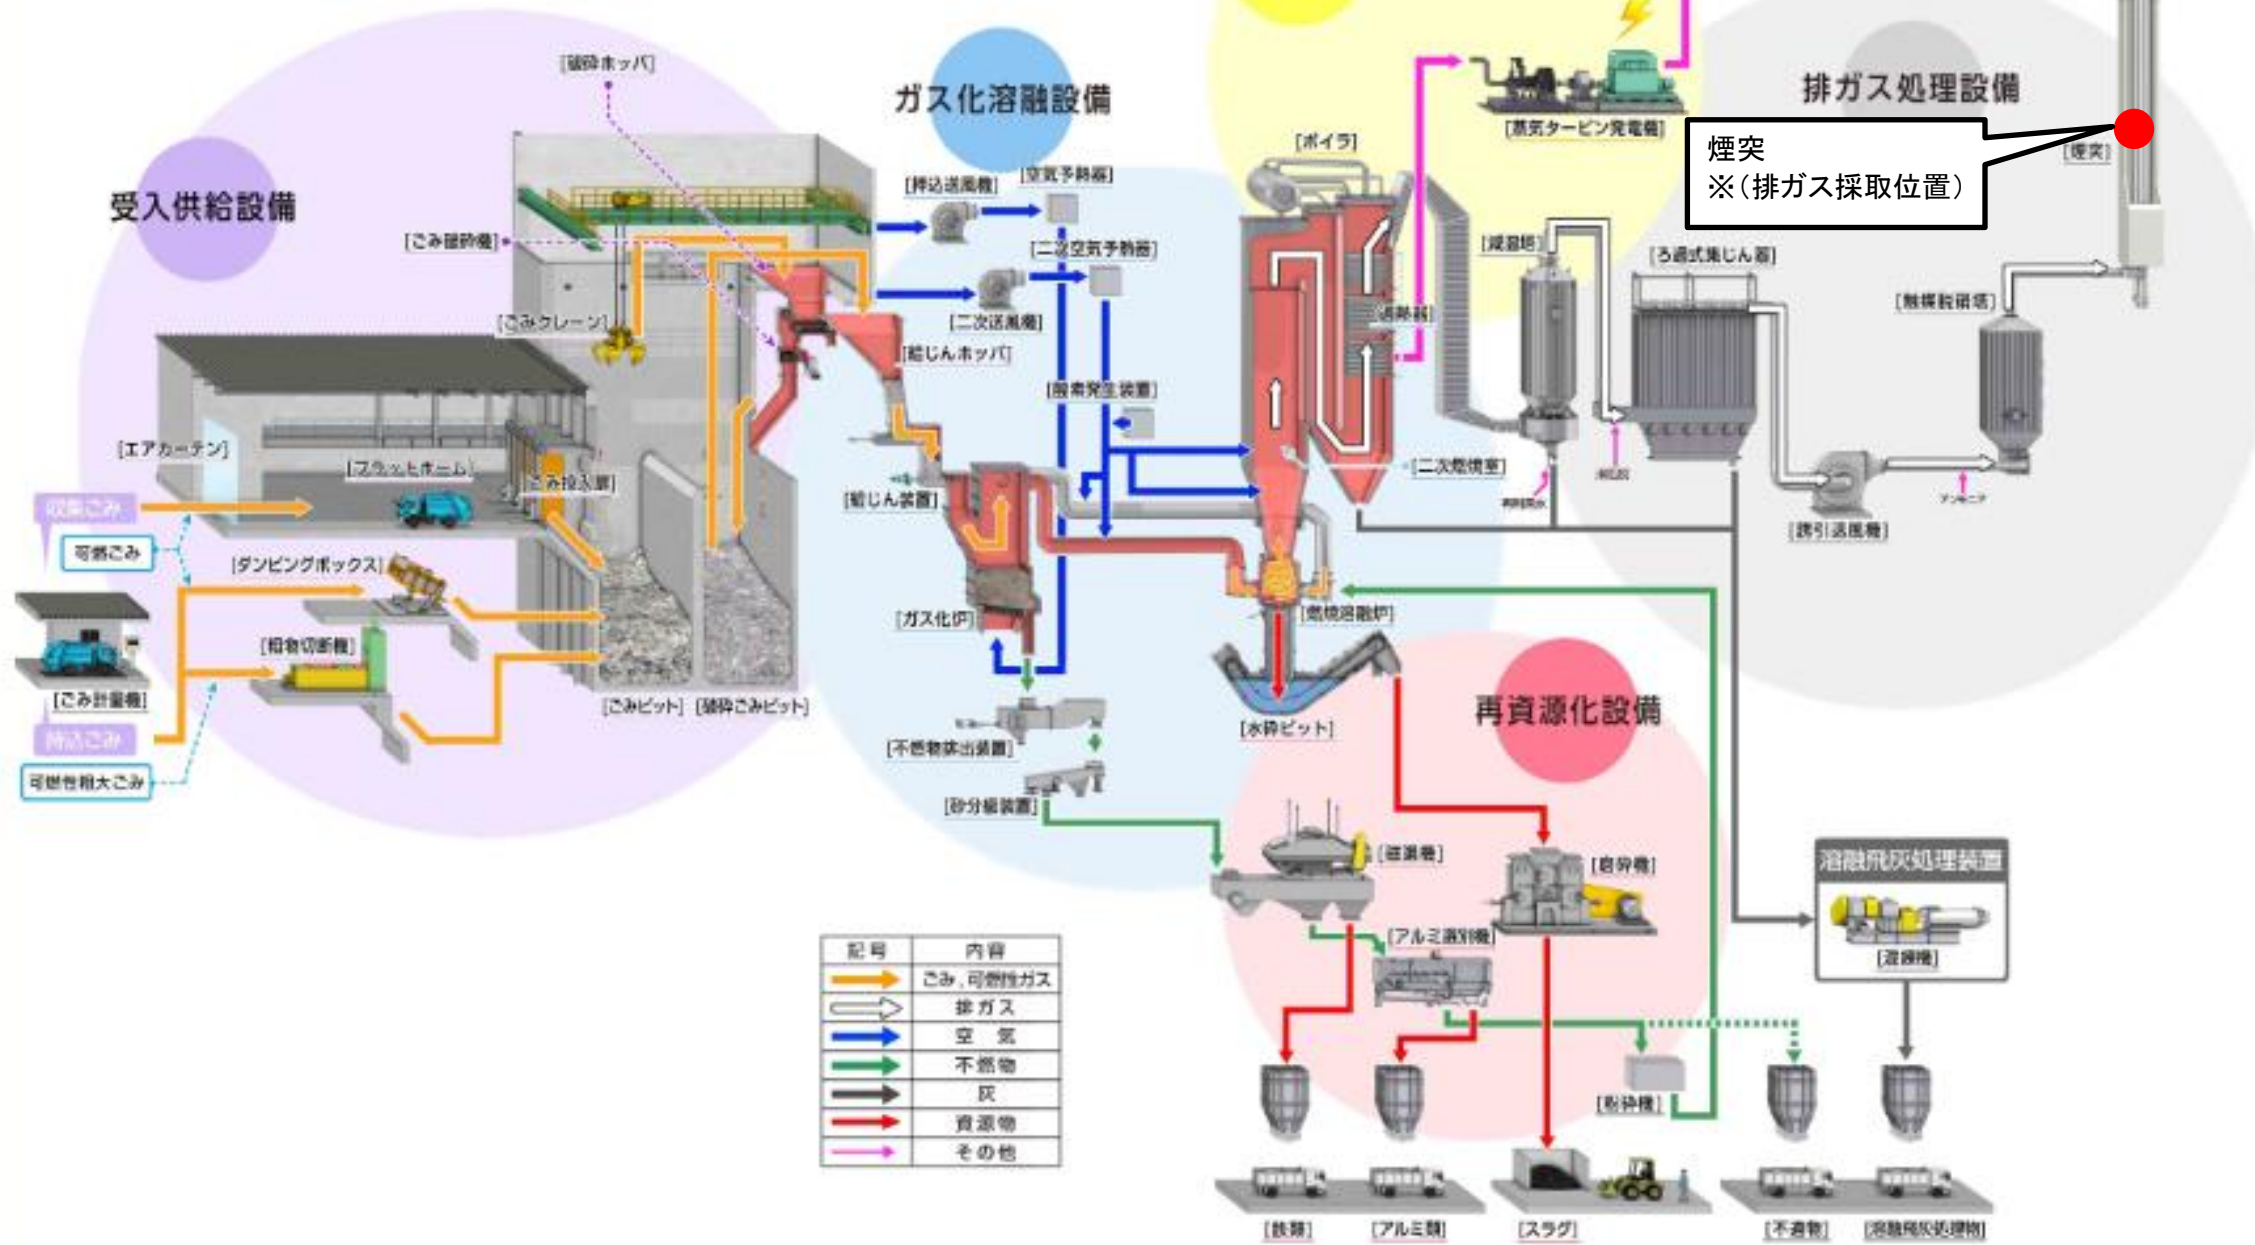 受入供給設備
[破砕ホッパ]
[ごみ破砕機]
[ごみクレーン]
[エアカーテン]
[プラットホーム]
[ごみ投入扉]
収集ごみ
可燃ごみ
[ダンピングボックス]
[粗物切断機]
[ごみ計量機]
持込ごみ
可燃性粗大ごみ
[ごみピット]
[破砕ごみピット]
ガス化溶融設備
[押込送風機]
[空気予熱器]
[二次空気予熱器]
[二次送風機]
[給じんホッパ]
[酸素発生装置]
[給じん装置]
[ガス化炉]
[不燃物排出装置]
[砂分級装置]
[ボイラ]
[過熱器]
[二次燃焼室]
[燃焼溶融炉]
[水砕ピット]
[蒸気タービン発電機]
排ガス処理設備
煙突
※(排ガス採取位置)
[煙突]
[減温塔]
[ろ過式集じん器]
[触媒脱硝塔]
[誘引送風機]
アンモニア
再資源化設備
[磁選機]
[磨砕機]
[アルミ選別機]
[粉砕機]
溶融飛灰処理装置
[混練機]
記号 内容
ごみ,可燃性ガス
排ガス
空 気
不燃物
灰
資源物
その他
[鉄類]
[アルミ類]
[スラグ]
[不適物]
[溶融飛灰処理物]